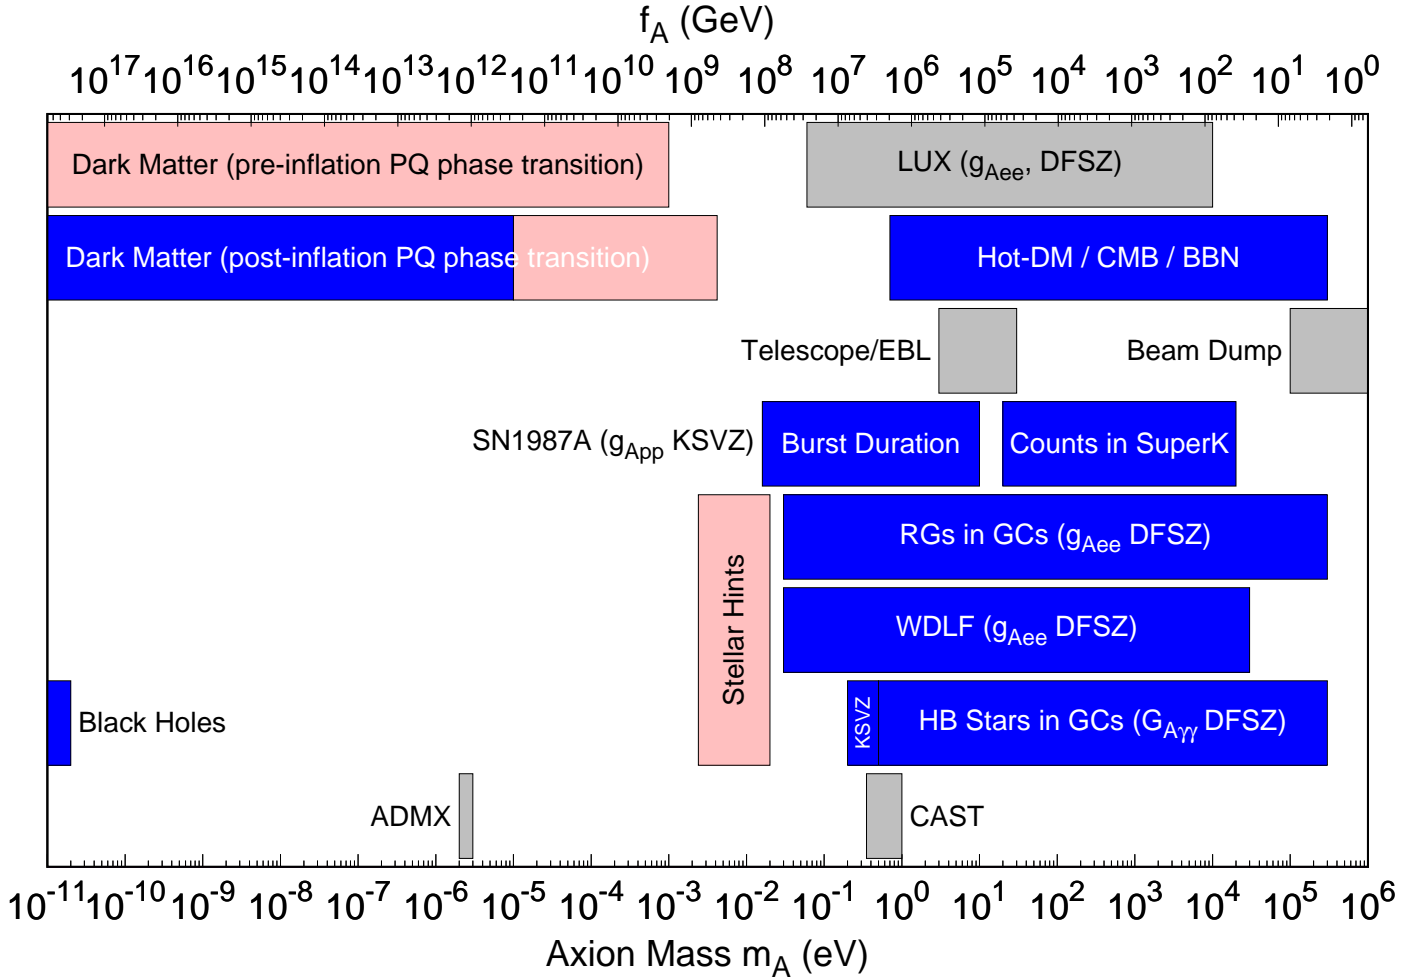 f_A (GeV)
10^17 10^16 10^15 10^14 10^13 10^12 10^11 10^10 10^9 10^8 10^7 10^6 10^5 10^4 10^3 10^2 10^1 10^0
Dark Matter (pre-inflation PQ phase transition)
LUX (g_Aee, DFSZ)
Dark Matter (post-inflation PQ phase transition)
Hot-DM / CMB / BBN
Telescope/EBL
Beam Dump
SN1987A (g_App KSVZ)
Burst Duration
Counts in SuperK
RGs in GCs (g_Aee DFSZ)
Stellar Hints
WDLF (g_Aee DFSZ)
Black Holes
KSVZ
HB Stars in GCs (G_Aγγ DFSZ)
ADMX
CAST
10^-11 10^-10 10^-9 10^-8 10^-7 10^-6 10^-5 10^-4 10^-3 10^-2 10^-1 10^0 10^1 10^2 10^3 10^4 10^5 10^6
Axion Mass m_A (eV)